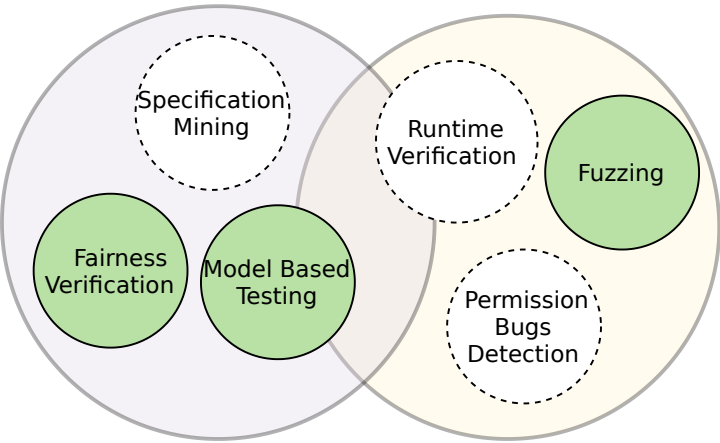 Specification
Mining
Runtime
Verification
Fuzzing
Fairness
Verification
Model Based
Testing
Permission
Bugs
Detection